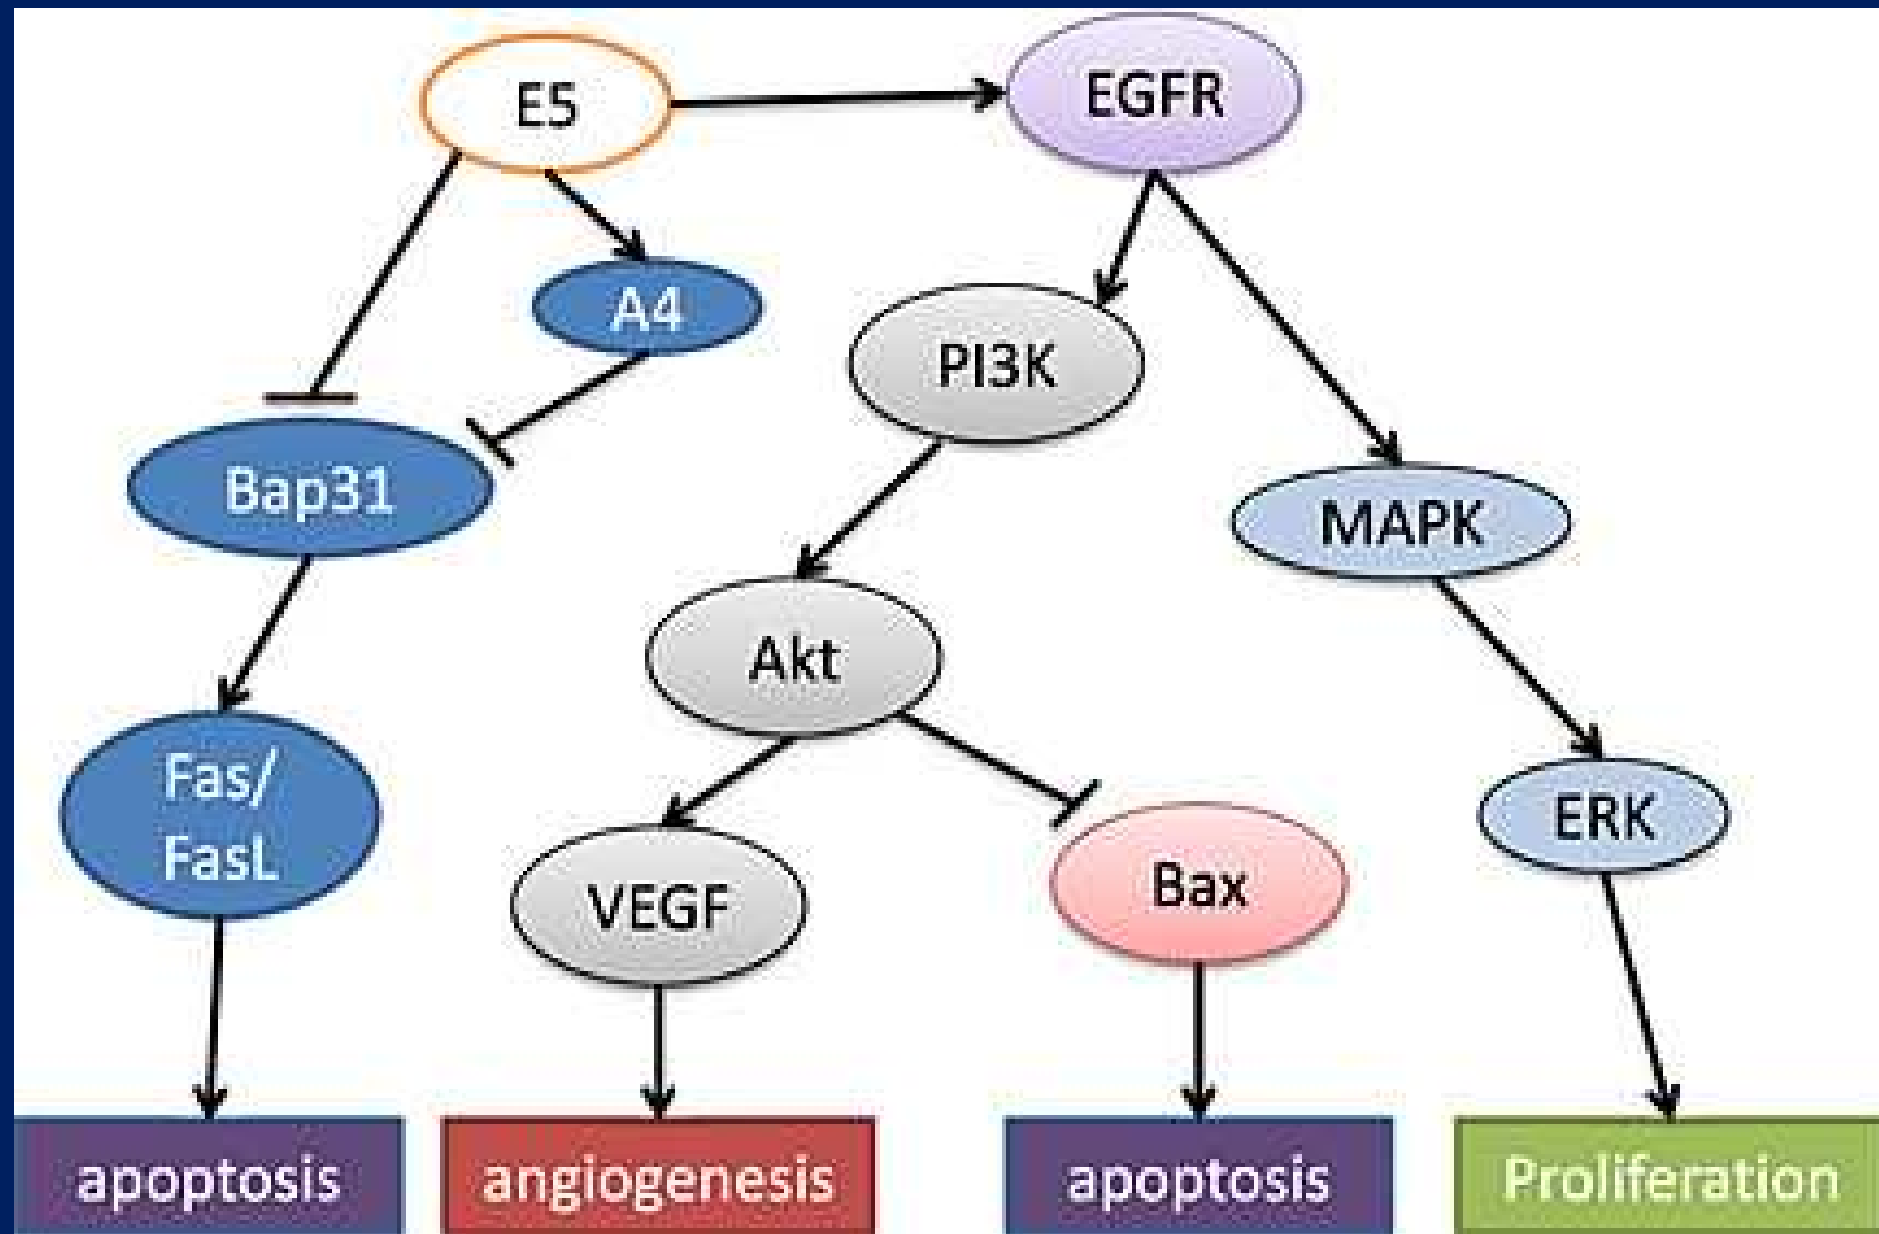 E5
EGFR
A4
PI3K
Bap31
MAPK
Akt
Fas/
FasL
ERK
VEGF
Bax
apoptosis
angiogenesis
apoptosis
Proliferation